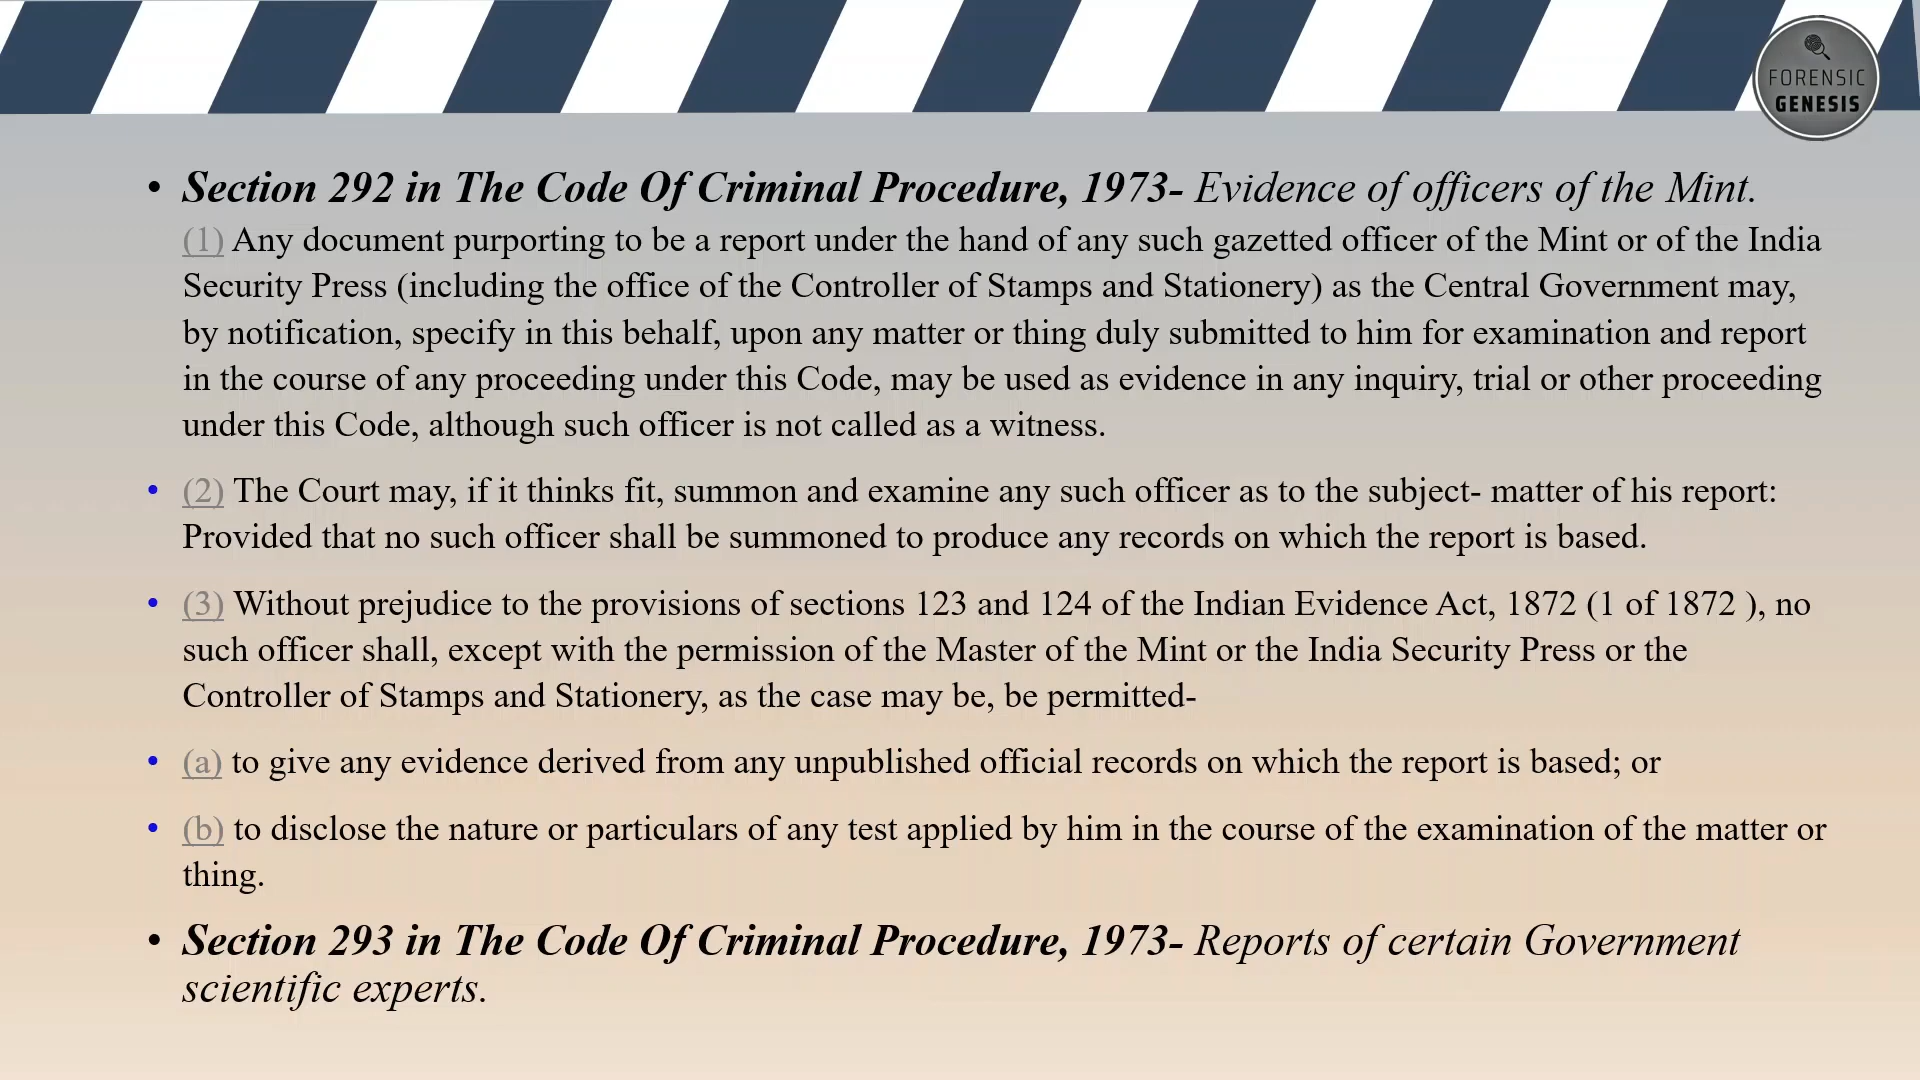 FORENSIC
GENESIS
• Section 292 in The Code Of Criminal Procedure, 1973- Evidence of officers of the Mint.
(1) Any document purporting to be a report under the hand of any such gazetted officer of the Mint or of the India
Security Press (including the office of the Controller of Stamps and Stationery) as the Central Government may,
by notification, specify in this behalf, upon any matter or thing duly submitted to him for examination and report
in the course of any proceeding under this Code, may be used as evidence in any inquiry, trial or other proceeding
under this Code, although such officer is not called as a witness.
• (2) The Court may, if it thinks fit, summon and examine any such officer as to the subject- matter of his report:
Provided that no such officer shall be summoned to produce any records on which the report is based.
• (3) Without prejudice to the provisions of sections 123 and 124 of the Indian Evidence Act, 1872 (1 of 1872 ), no
such officer shall, except with the permission of the Master of the Mint or the India Security Press or the
Controller of Stamps and Stationery, as the case may be, be permitted-
• (a) to give any evidence derived from any unpublished official records on which the report is based; or
• (b) to disclose the nature or particulars of any test applied by him in the course of the examination of the matter or
thing.
• Section 293 in The Code Of Criminal Procedure, 1973- Reports of certain Government
scientific experts.